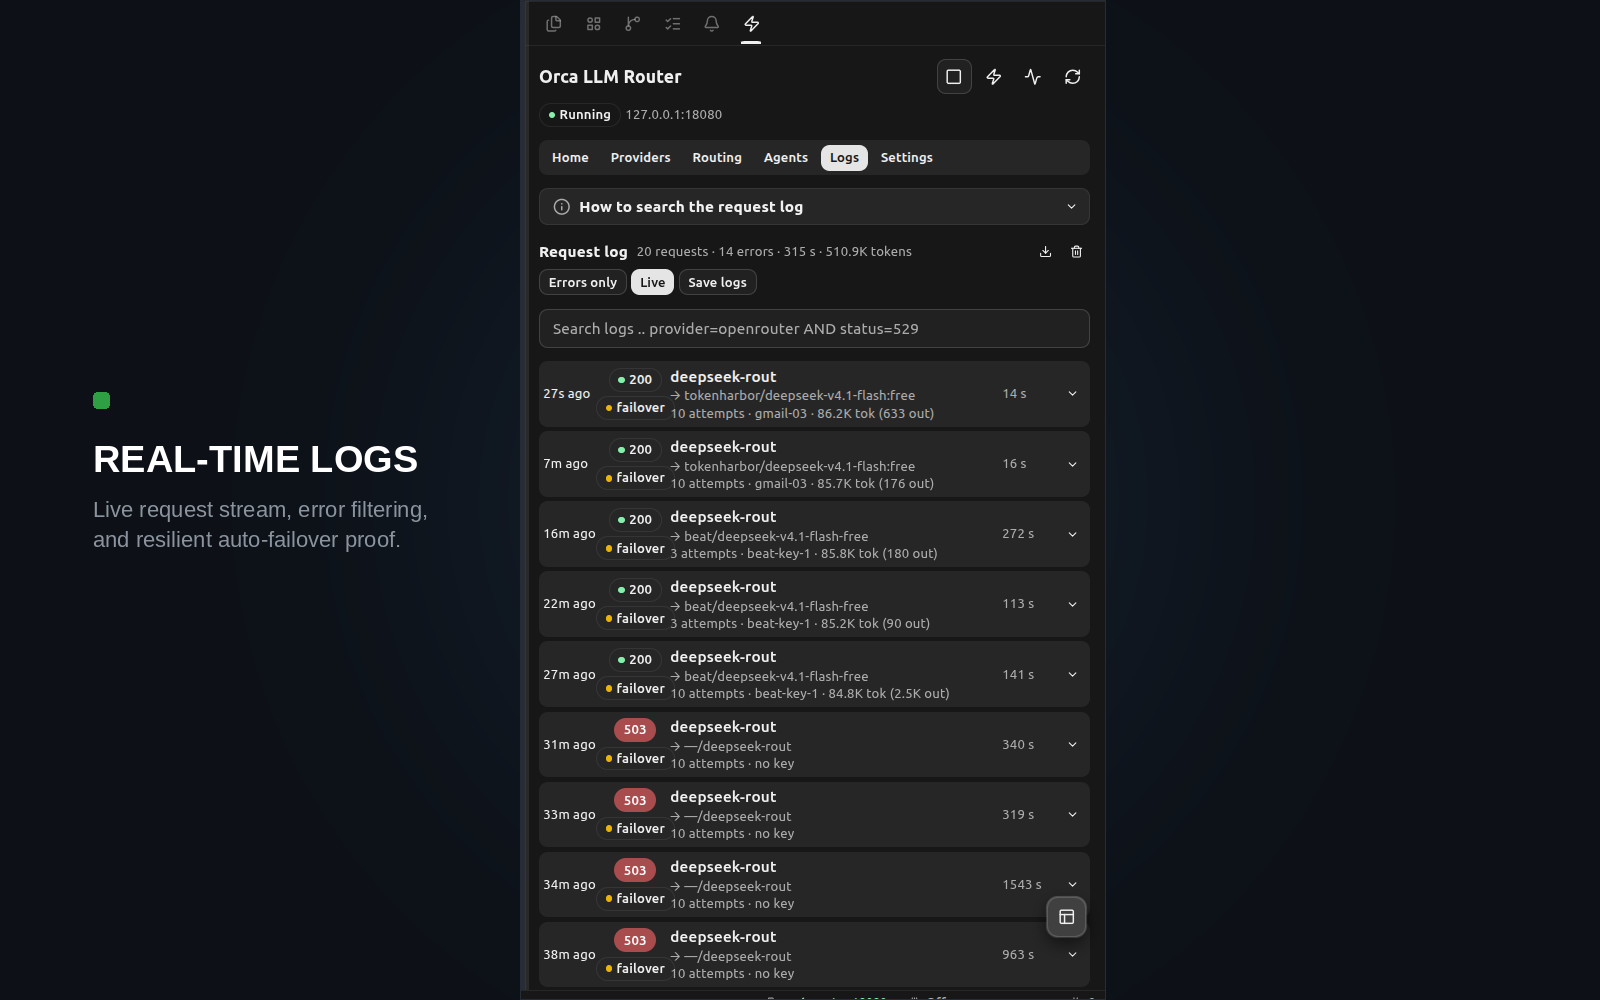 REAL-TIME LOGS
Live request stream, error filtering,
and resilient auto-failover proof.
Orca LLM Router
Running 127.0.0.1:18080
Home Providers Routing Agents Logs Settings
How to search the request log
Request log 20 requests · 14 errors · 315 s · 510.9K tokens
Errors only Live Save logs
Search logs .. provider=openrouter AND status=529
27s ago 200 failover deepseek-rout 14 s
→ tokenharbor/deepseek-v4.1-flash:free
10 attempts · gmail-03 · 86.2K tok (633 out)
7m ago 200 failover deepseek-rout 16 s
→ tokenharbor/deepseek-v4.1-flash:free
10 attempts · gmail-03 · 85.7K tok (176 out)
16m ago 200 failover deepseek-rout 272 s
→ beat/deepseek-v4.1-flash-free
3 attempts · beat-key-1 · 85.8K tok (180 out)
22m ago 200 failover deepseek-rout 113 s
→ beat/deepseek-v4.1-flash-free
3 attempts · beat-key-1 · 85.2K tok (90 out)
27m ago 200 failover deepseek-rout 141 s
→ beat/deepseek-v4.1-flash-free
10 attempts · beat-key-1 · 84.8K tok (2.5K out)
31m ago 503 failover deepseek-rout 340 s
→ —/deepseek-rout
10 attempts · no key
33m ago 503 failover deepseek-rout 319 s
→ —/deepseek-rout
10 attempts · no key
34m ago 503 failover deepseek-rout 1543 s
→ —/deepseek-rout
10 attempts · no key
38m ago 503 failover deepseek-rout 963 s
→ —/deepseek-rout
10 attempts · no key